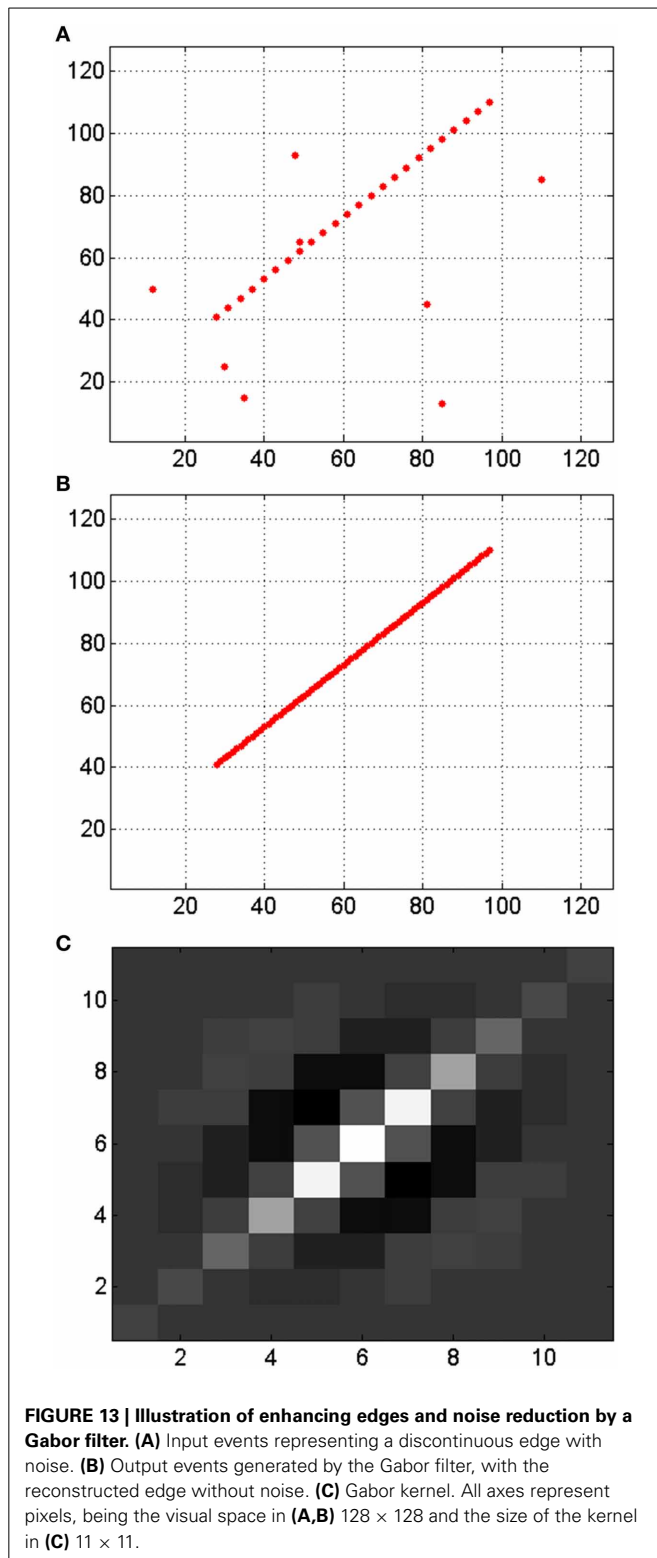 A
120
100
80
60
40
20
20 40 60 80 100 120
B
120
100
80
60
40
20
20 40 60 80 100 120
C
10
8
6
4
2
2 4 6 8 10
FIGURE 13 | Illustration of enhancing edges and noise reduction by a
Gabor filter. (A) Input events representing a discontinuous edge with
noise. (B) Output events generated by the Gabor filter, with the
reconstructed edge without noise. (C) Gabor kernel. All axes represent
pixels, being the visual space in (A,B) 128 × 128 and the size of the kernel
in (C) 11 × 11.